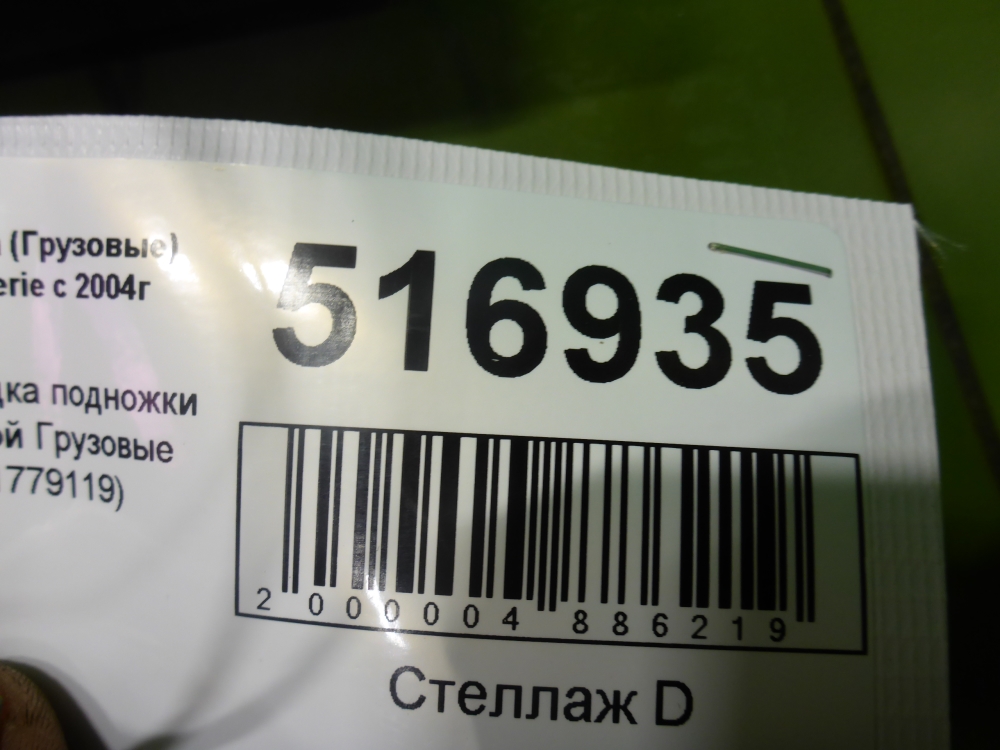 (Грузовые)
с 2004г
516935
подножки
Грузовые
779119)
2 000004 886219
Стеллаж D